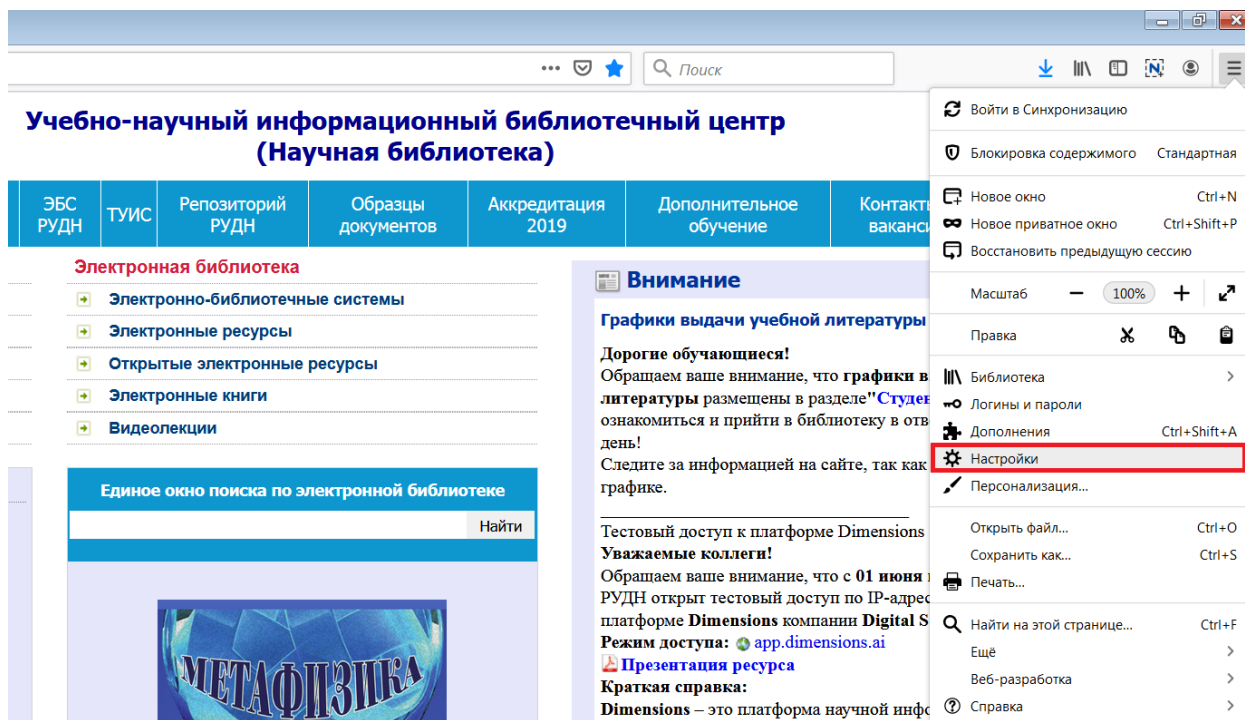 Поиск
Учебно-научный информационный библиотечный центр
(Научная библиотека)
ЭБС
РУДН
ТУИС
Репозиторий
РУДН
Образцы
документов
Аккредитация
2019
Дополнительное
обучение
Контакты
ваканс
Электронная библиотека
Электронно-библиотечные системы
Электронные ресурсы
Открытые электронные ресурсы
Электронные книги
Видеолекции
Единое окно поиска по электронной библиотеке
Найти
МЕТАФИЗИКА
Внимание
Графики выдачи учебной литературы
Дорогие обучающиеся!
Обращаем ваше внимание, что графики в
литературы размещены в разделе"Студен
ознакомиться и прийти в библиотеку в отв
день!
Следите за информацией на сайте, так как
графике.
Тестовый доступ к платформе Dimensions
Уважаемые коллеги!
Обращаем ваше внимание, что с 01 июня
РУДН открыт тестовый доступ по IP-адрес
платформе Dimensions компании Digital S
Режим доступа: app.dimensions.ai
Презентация ресурса
Краткая справка:
Dimensions – это платформа научной инфо
Войти в Синхронизацию
Блокировка содержимого Стандартная
Новое окно Ctrl+N
Новое приватное окно Ctrl+Shift+P
Восстановить предыдущую сессию
Масштаб − 100% +
Правка
Библиотека
Логины и пароли
Дополнения Ctrl+Shift+A
Настройки
Персонализация...
Открыть файл... Ctrl+O
Сохранить как... Ctrl+S
Печать...
Найти на этой странице... Ctrl+F
Ещё
Веб-разработка
Справка